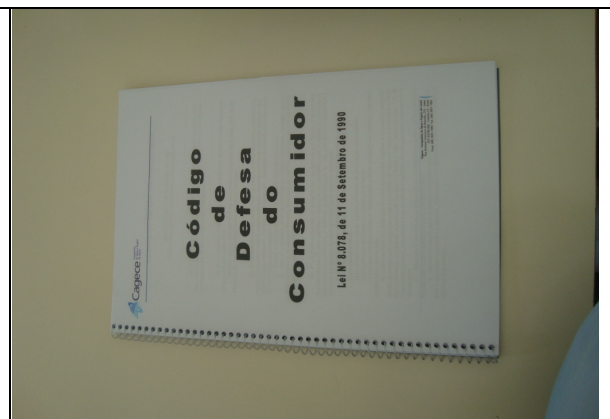 Cagece
Código
de
Defesa
do
Consumidor
Lei Nº 8.078, de 11 de Setembro de 1990